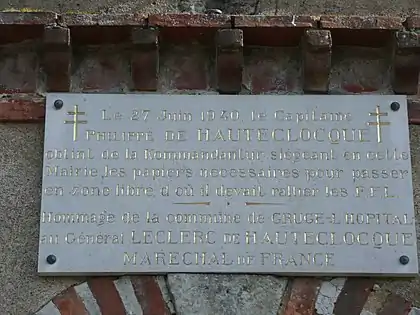 Le 27 Juin 1940, le Capitaine
PHILIPPE DE HAUTECLOCQUE
obtint de la Kommandantur, siégeant en cette
Mairie, les papiers nécessaires pour passer
en zone libre, d'où il devait rallier les F.F.L.
Hommage de la commune de GRUGÉ-L'HOPITAL
au Général LECLERC DE HAUTECLOCQUE
MARECHAL DE FRANCE